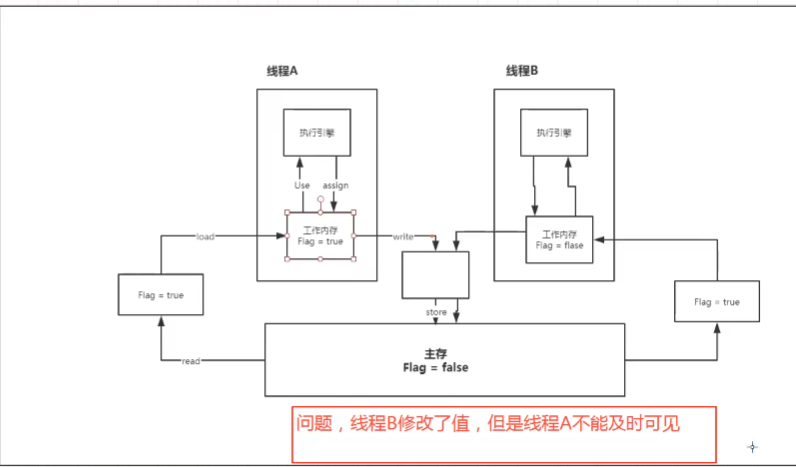 线程A
线程B
执行引擎
执行引擎
Use
assign
工作内存
Flag = true
工作内存
Flag = flase
load
write
Flag = true
Flag = true
store
主存
Flag = false
read
问题，线程B修改了值，但是线程A不能及时可见